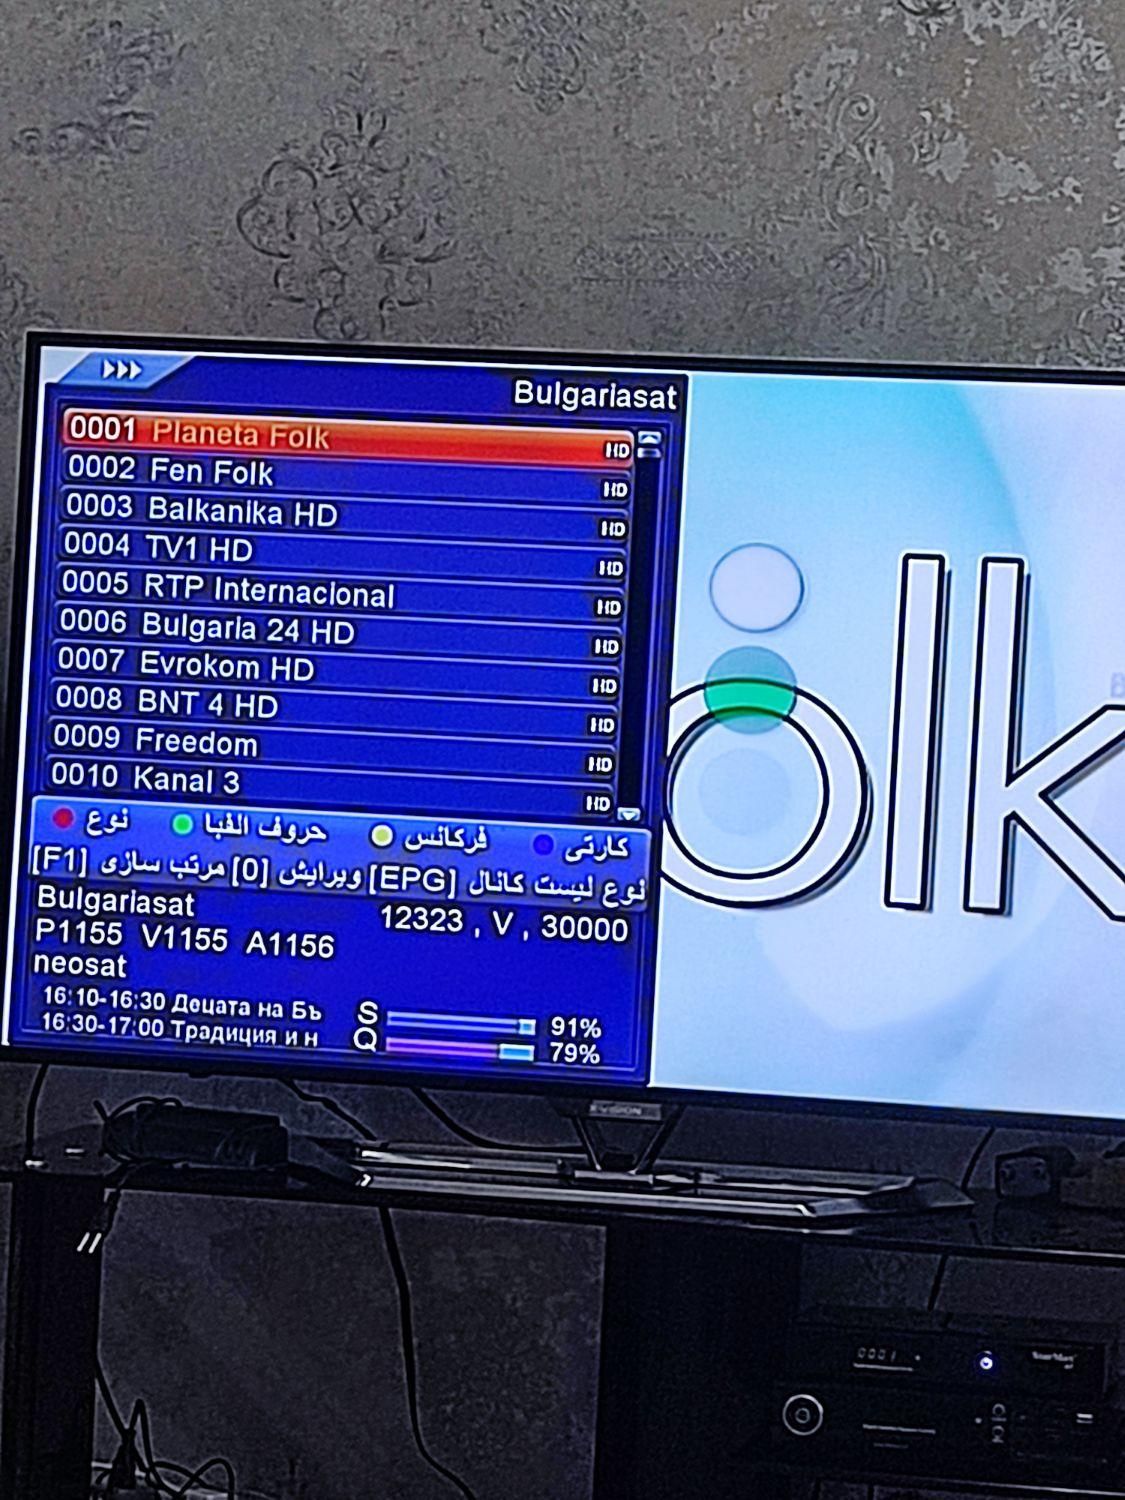 Bulgariasat
0001 Planeta Folk HD
0002 Fen Folk HD
0003 Balkanika HD HD
0004 TV1 HD HD
0005 RTP Internacional HD
0006 Bulgaria 24 HD HD
0007 Evrokom HD HD
0008 BNT 4 HD HD
0009 Freedom HD
0010 Kanal 3 HD
نوع حروف الفبا فرکانس کارتی
نوع لیست کانال [EPG] ویرایش [0] مرتب سازی [F1]
Bulgariasat 12323 , V , 30000
P1155 V1155 A1156
neosat
16:10-16:30 Децата на Бъ
16:30-17:00 Традиция и н
S 91%
Q 79%
olk
0001